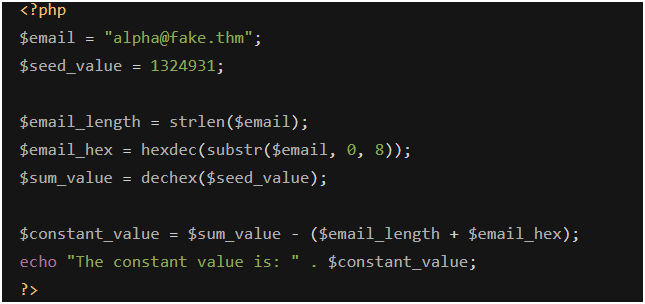 <?php
$email = "alpha@fake.thm";
$seed_value = 1324931;
$email_length = strlen($email);
$email_hex = hexdec(substr($email, 0, 8));
$sum_value = dechex($seed_value);
$constant_value = $sum_value - ($email_length + $email_hex);
echo "The constant value is: " . $constant_value;
?>